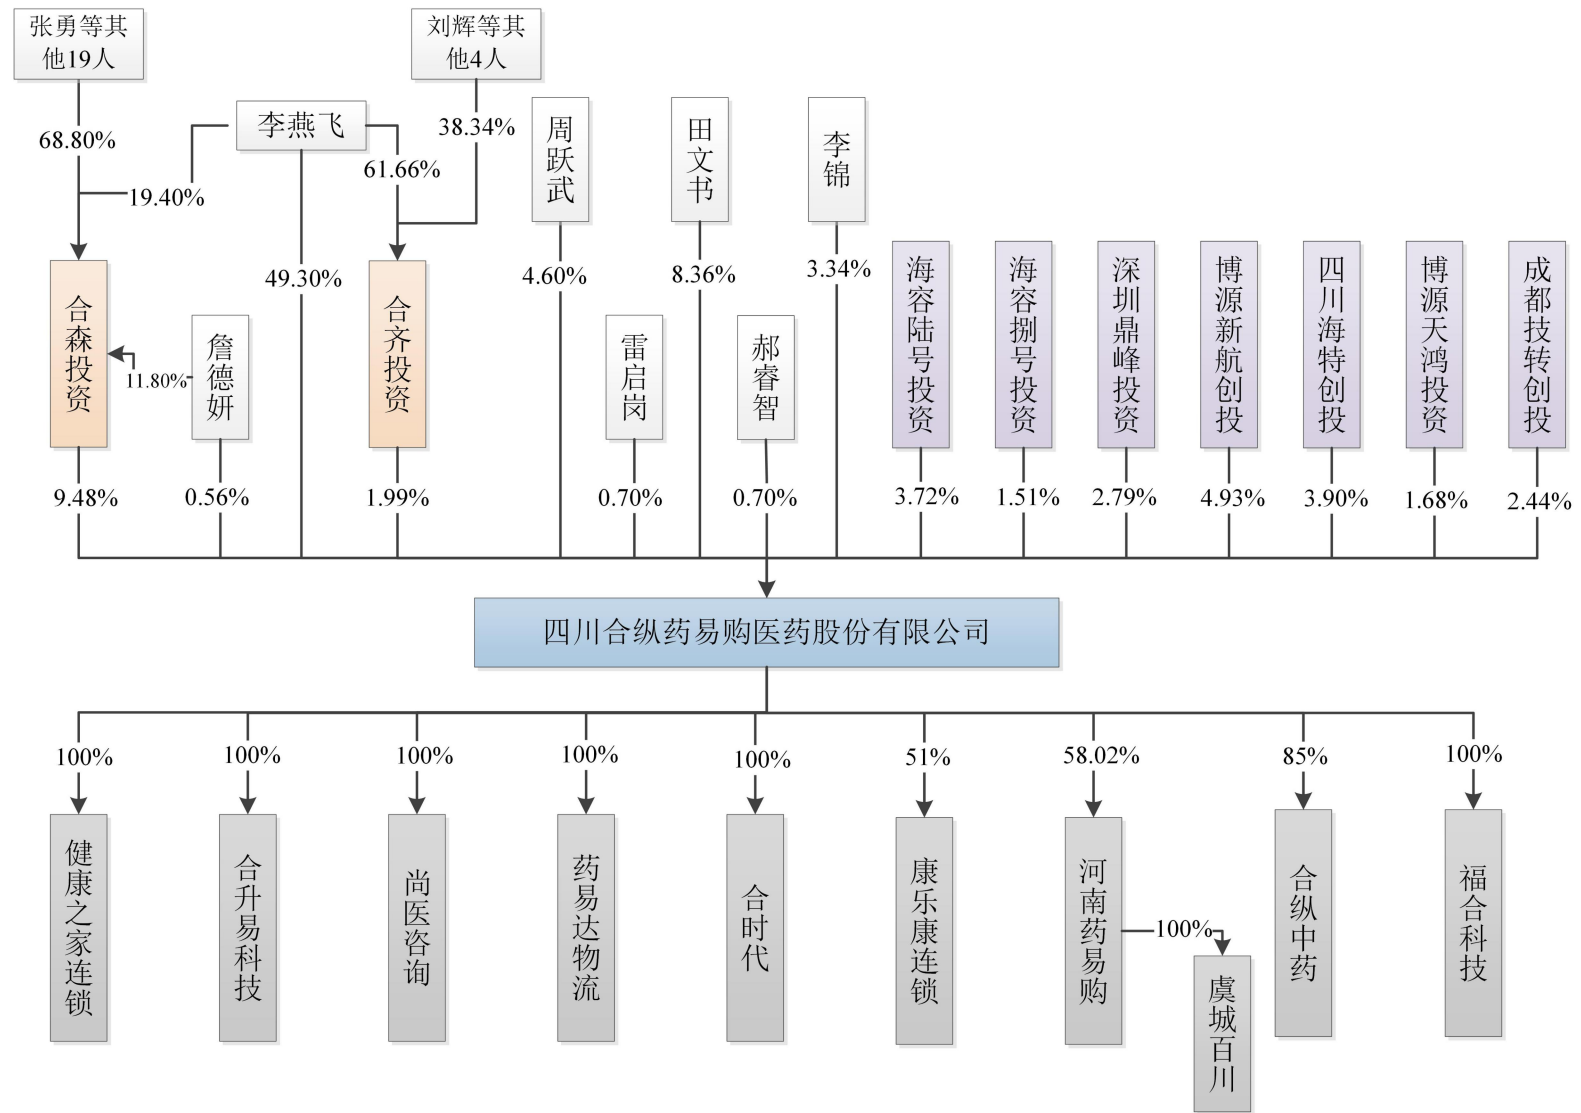 张勇等其
他19人
刘辉等其
他4人
李燕飞
周跃武
田文书
李锦
68.80%
19.40%
61.66%
38.34%
49.30%
4.60%
8.36%
3.34%
合森投资
11.80%
詹德妍
合齐投资
雷启岗
郝睿智
海容陆号投资
海容捌号投资
深圳鼎峰投资
博源新航创投
四川海特创投
博源天鸿投资
成都技转创投
9.48%
0.56%
1.99%
0.70%
0.70%
3.72%
1.51%
2.79%
4.93%
3.90%
1.68%
2.44%
四川合纵药易购医药股份有限公司
100%
100%
100%
100%
100%
51%
58.02%
85%
100%
健康之家连锁
合升易科技
尚医咨询
药易达物流
合时代
康乐康连锁
河南药易购
100%
虞城百川
合纵中药
福合科技